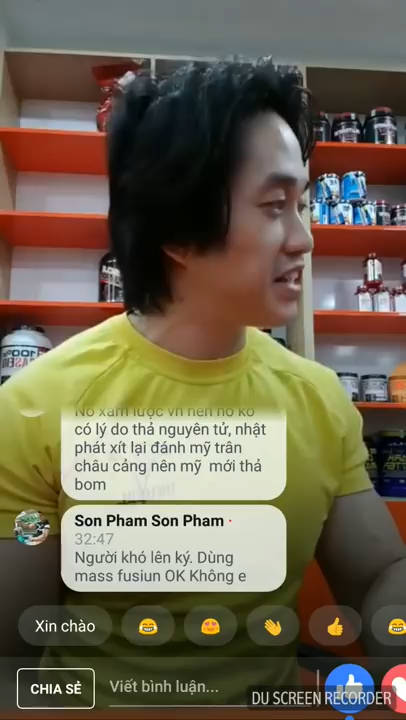 Nó xâm lược vn nên nó ko
có lý do thả nguyên tử, nhật
phát xít lại đánh mỹ trân
châu cảng nên mỹ mới thả
bom
Son Pham Son Pham
32:47
Người khó lên ký. Dùng
mass fusiun OK Không e
Xin chào
CHIA SẺ
Viết bình luận...
DU SCREEN RECORDER
100%